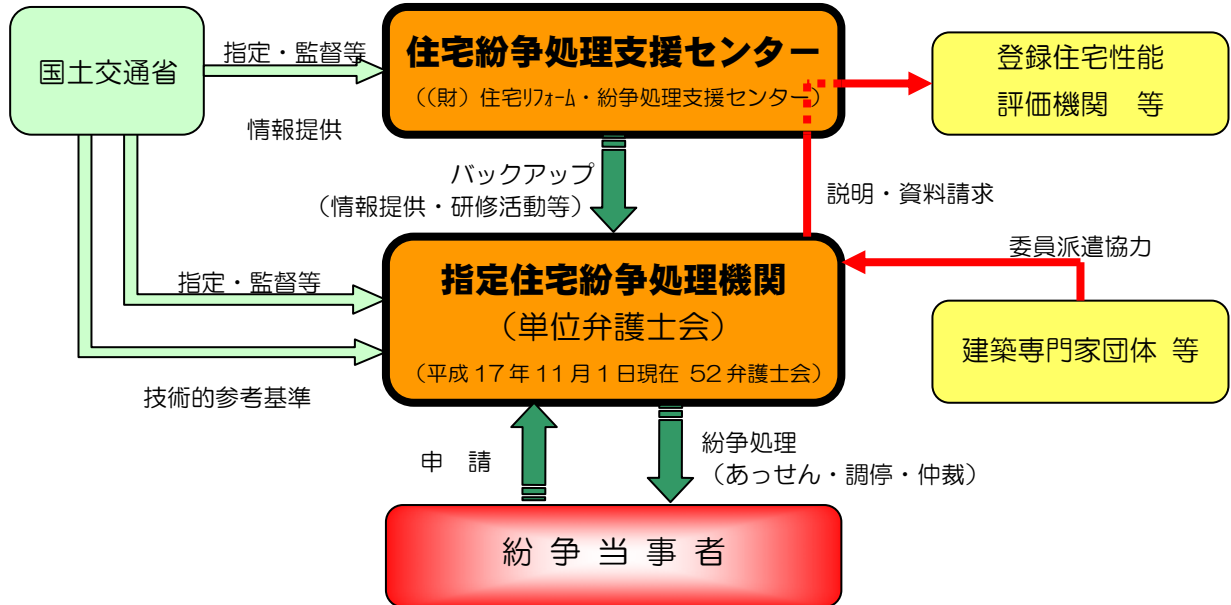 国土交通省
指定・監督等
情報提供
住宅紛争処理支援センター
((財)住宅ﾘﾌｫｰﾑ・紛争処理支援センター)
登録住宅性能
評価機関 等
バックアップ
(情報提供・研修活動等)
説明・資料請求
委員派遣協力
指定・監督等
指定住宅紛争処理機関
(単位弁護士会)
(平成17年11月1日現在 52弁護士会)
建築専門家団体 等
技術的参考基準
申 請
紛争処理
(あっせん・調停・仲裁)
紛争当事者